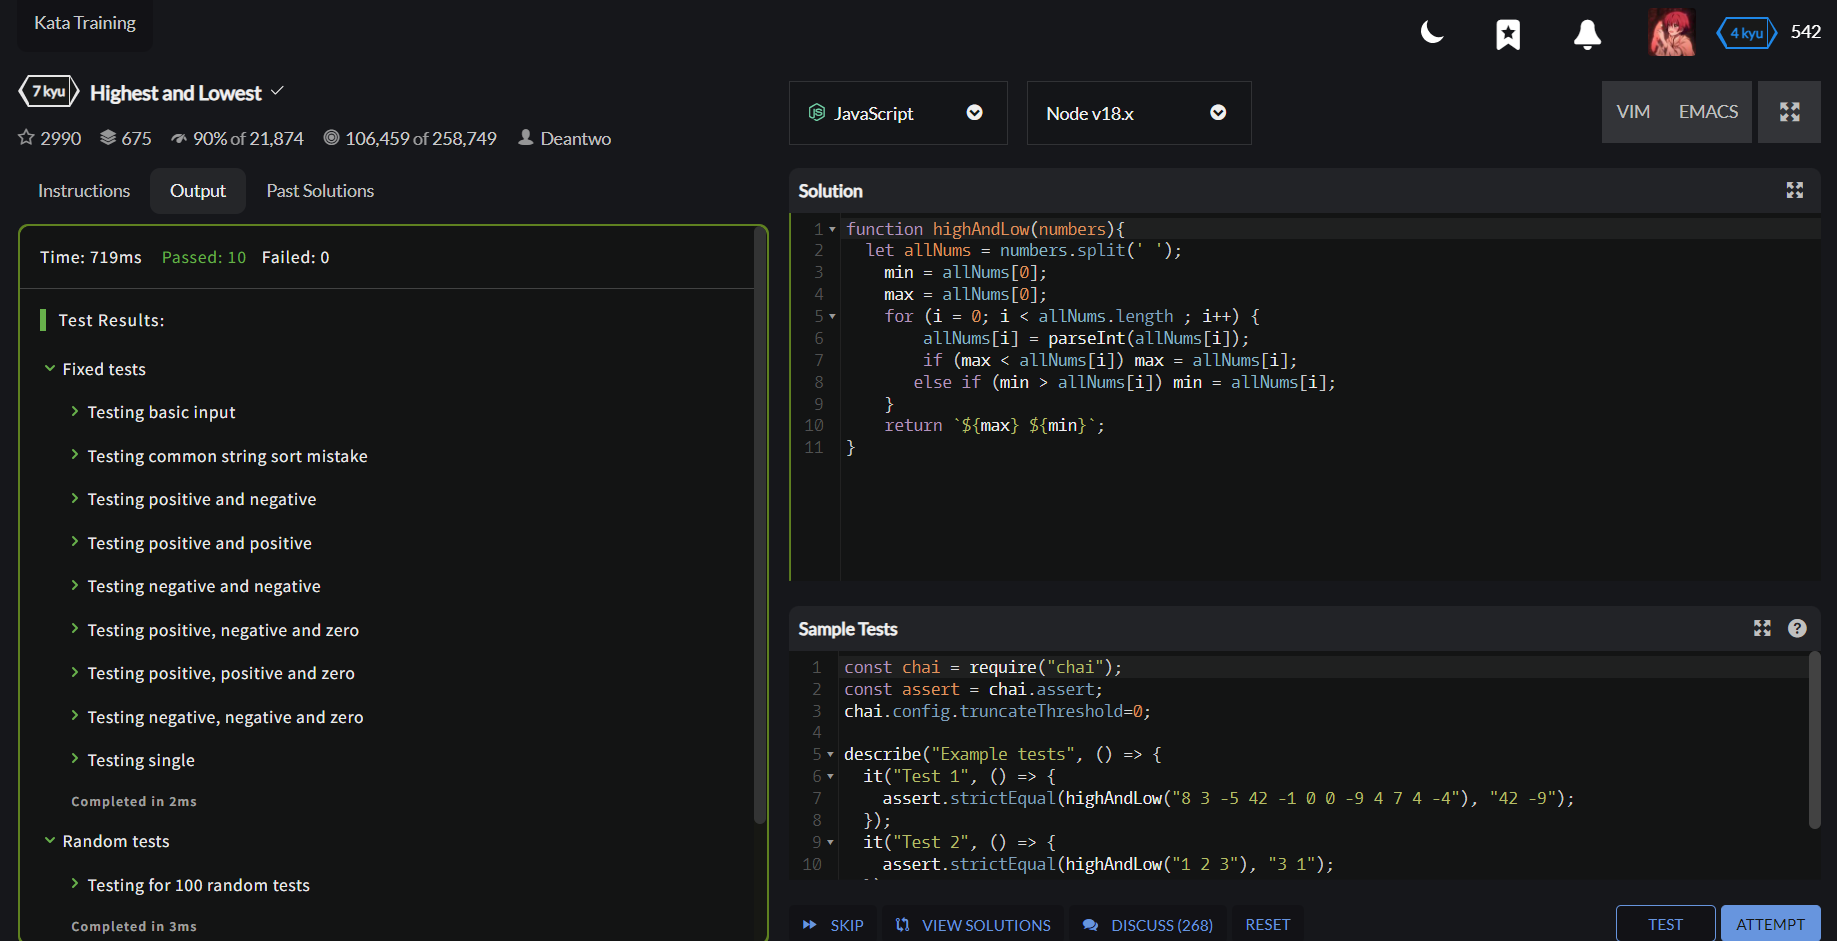 Kata Training
4 kyu 542
7 kyu Highest and Lowest
2990 675 90% of 21,874 106,459 of 258,749 Deantwo
Instructions Output Past Solutions
Time: 719ms Passed: 10 Failed: 0
Test Results:
Fixed tests
Testing basic input
Testing common string sort mistake
Testing positive and negative
Testing positive and positive
Testing negative and negative
Testing positive, negative and zero
Testing positive, positive and zero
Testing negative, negative and zero
Testing single
Completed in 2ms
Random tests
Testing for 100 random tests
Completed in 3ms
JS JavaScript Node v18.x VIM EMACS
Solution
1 function highAndLow(numbers){
2 let allNums = numbers.split(' ');
3 min = allNums[0];
4 max = allNums[0];
5 for (i = 0; i < allNums.length ; i++) {
6 allNums[i] = parseInt(allNums[i]);
7 if (max < allNums[i]) max = allNums[i];
8 else if (min > allNums[i]) min = allNums[i];
9 }
10 return `${max} ${min}`;
11 }
Sample Tests ?
1 const chai = require("chai");
2 const assert = chai.assert;
3 chai.config.truncateThreshold=0;
4
5 describe("Example tests", () => {
6 it("Test 1", () => {
7 assert.strictEqual(highAndLow("8 3 -5 42 -1 0 0 -9 4 7 4 -4"), "42 -9");
8 });
9 it("Test 2", () => {
10 assert.strictEqual(highAndLow("1 2 3"), "3 1");
SKIP VIEW SOLUTIONS DISCUSS (268) RESET TEST ATTEMPT